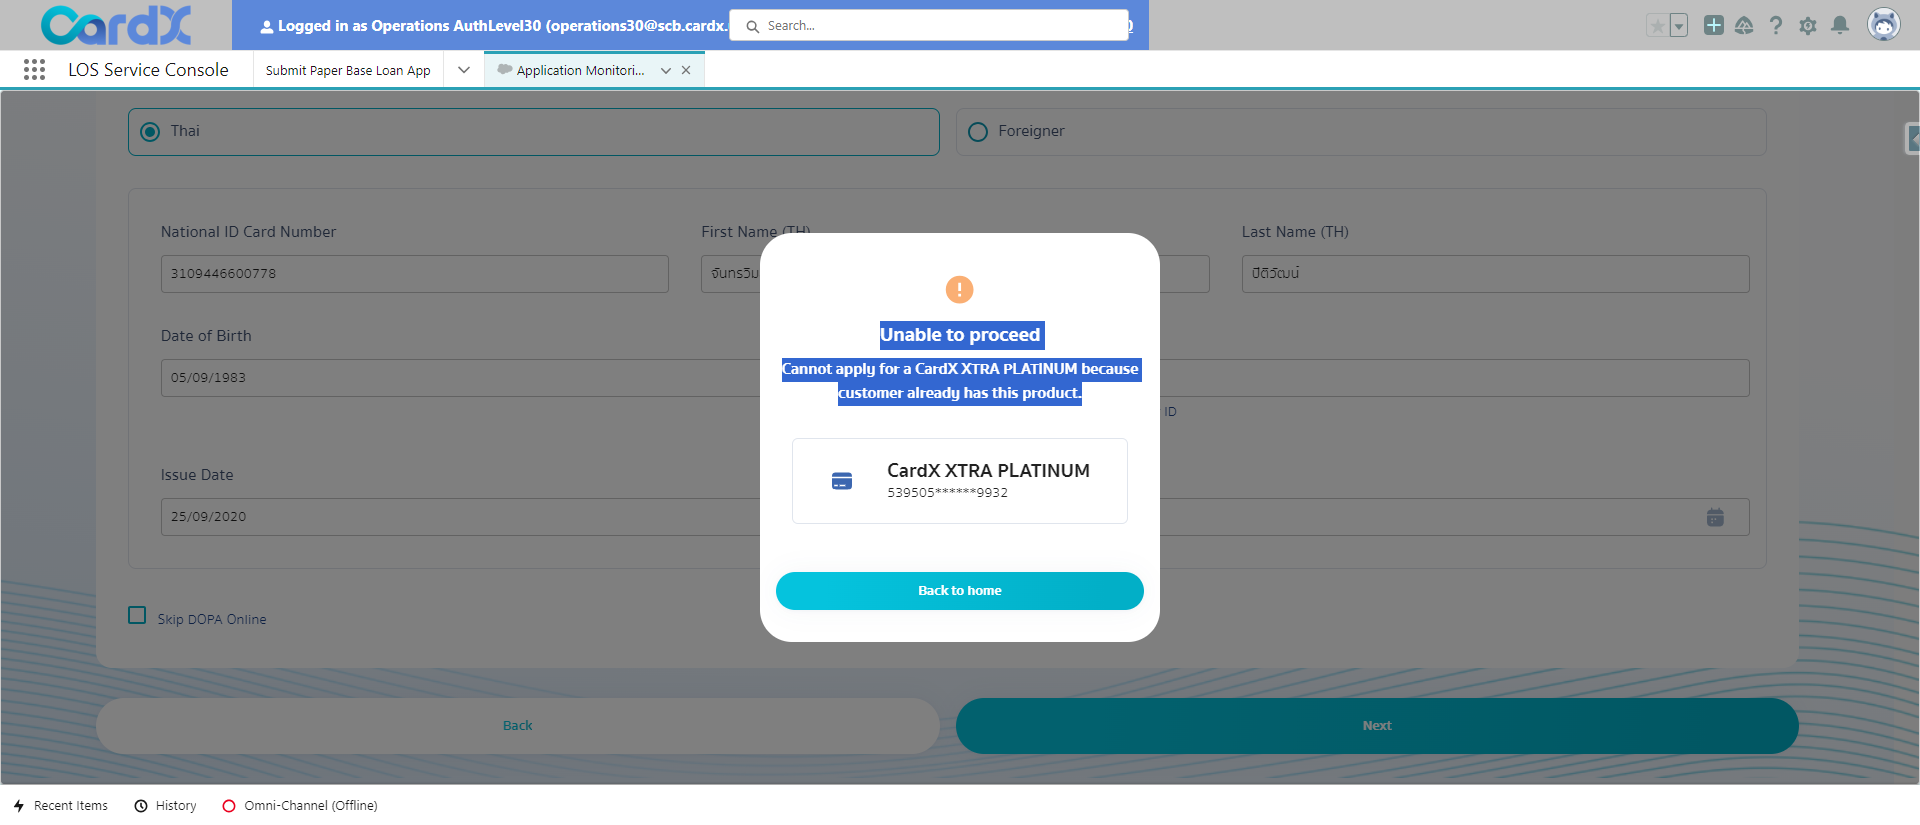 CardX
Logged in as Operations AuthLevel30 (operations30@scb.cardx.
Search...
LOS Service Console
Submit Paper Base Loan App
Application Monitori...
Thai
Foreigner
National ID Card Number
First Name (TH)
Last Name (TH)
3109446600778
จันทรวิม
ปิติวัฒน์
Date of Birth
05/09/1983
ID
Issue Date
25/09/2020
Unable to proceed
Cannot apply for a CardX XTRA PLATINUM because
customer already has this product.
CardX XTRA PLATINUM
539505******9932
Back to home
Skip DOPA Online
Back
Next
Recent Items
History
Omni-Channel (Offline)